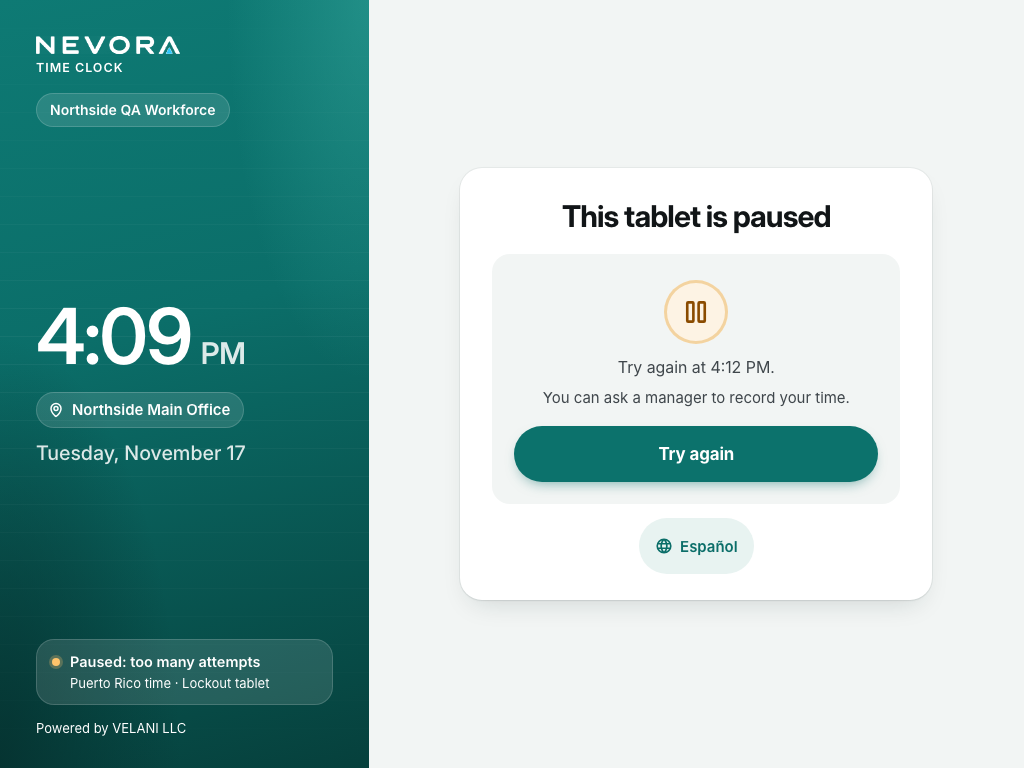 NEVORA
TIME CLOCK
Northside QA Workforce
4:09 PM
Northside Main Office
Tuesday, November 17
Paused: too many attempts
Puerto Rico time · Lockout tablet
Powered by VELANI LLC
This tablet is paused
Try again at 4:12 PM.
You can ask a manager to record your time.
Try again
Español